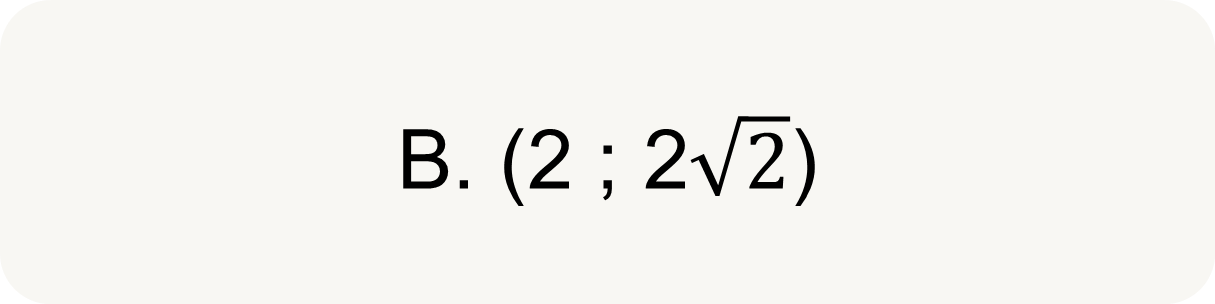 B. (2 ; 2√2)